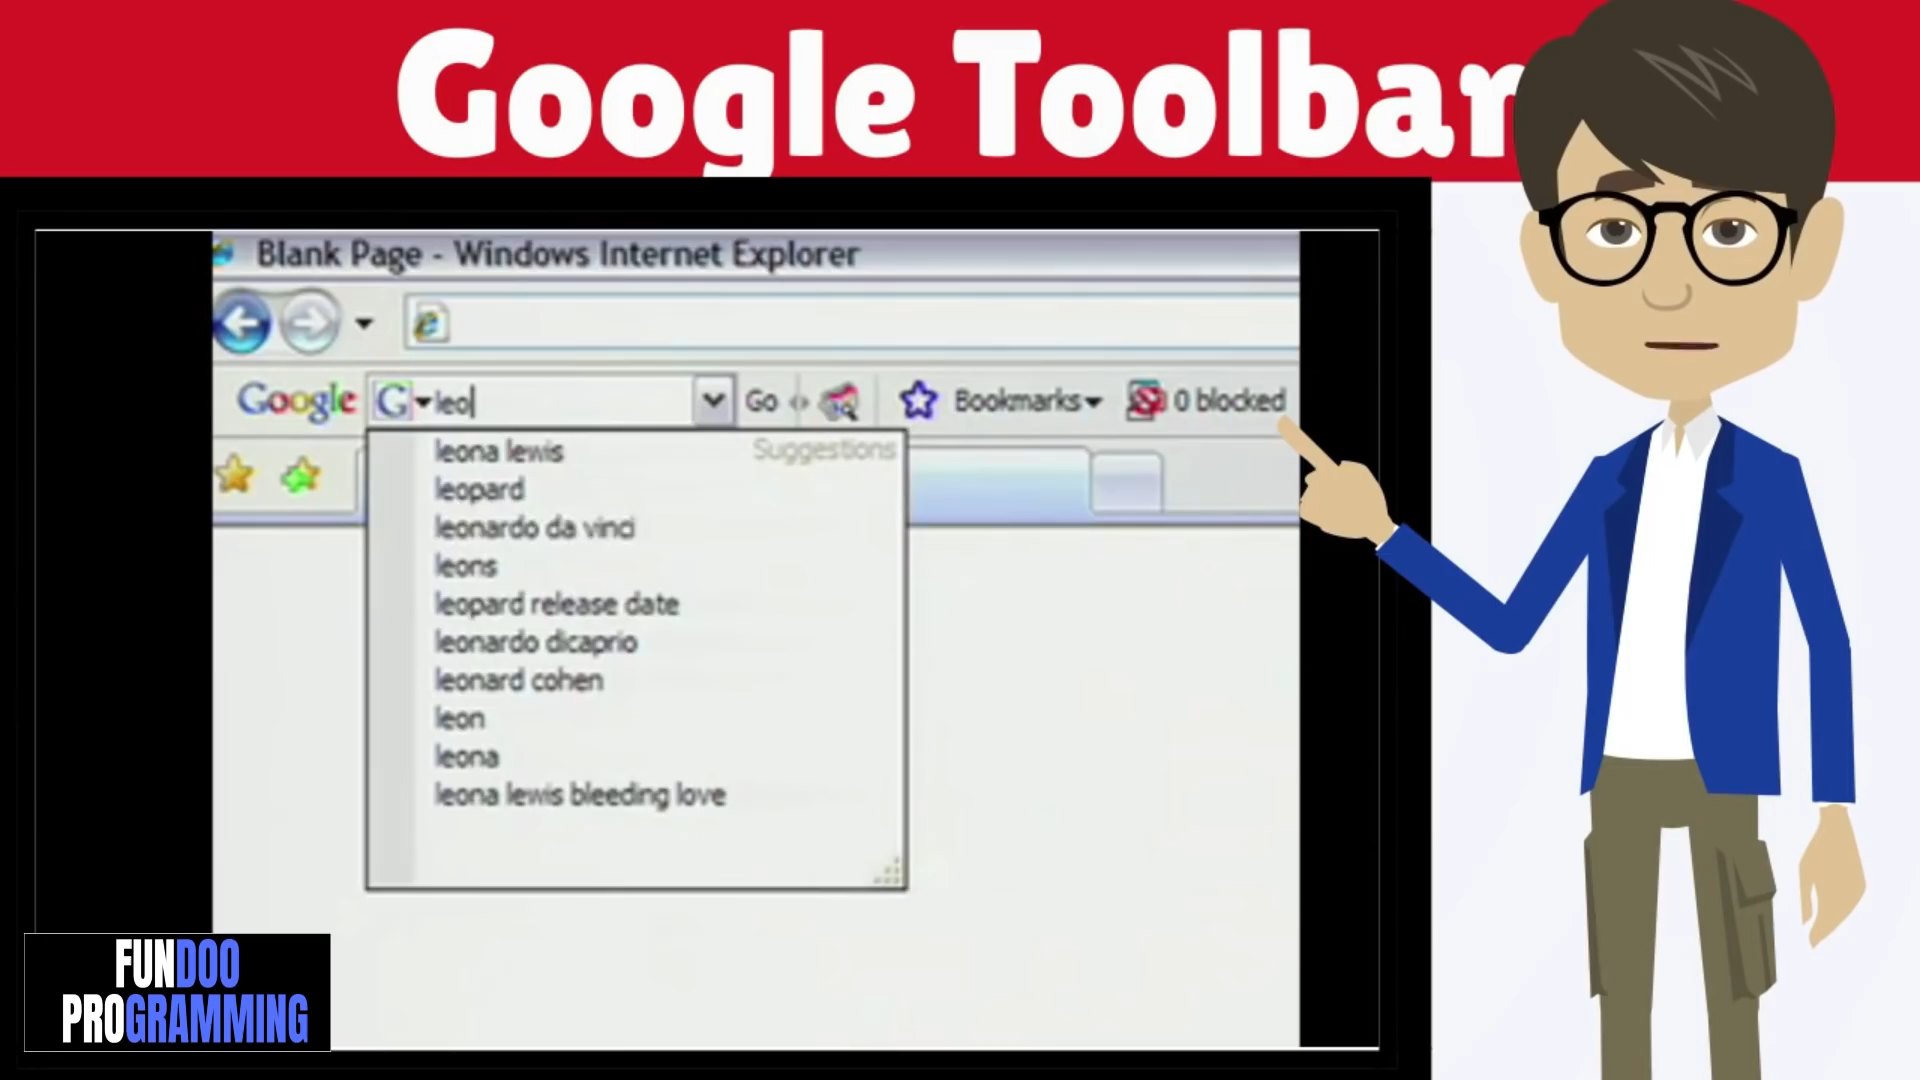 Google Toolbar
Blank Page - Windows Internet Explorer
Google G leo Go Bookmarks 0 blocked
leona lewis Suggestions
leopard
leonardo da vinci
leons
leopard release date
leonardo dicaprio
leonard cohen
leon
leona
leona lewis bleeding love
FUNDOO
PROGRAMMING